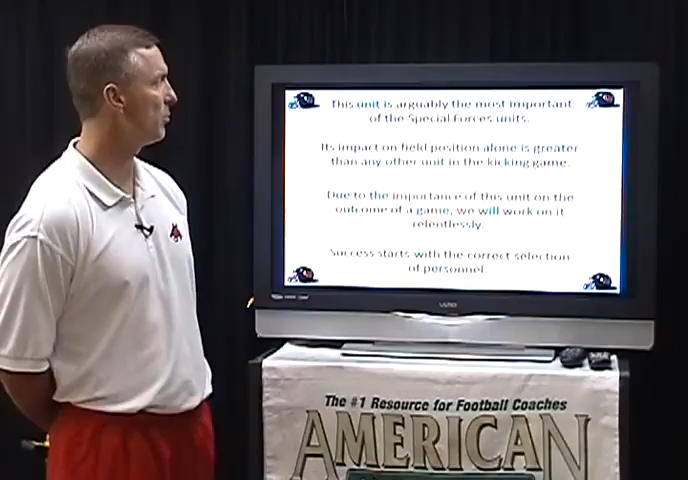 This unit is arguably the most important
of the Special Forces units.
Its impact on field position alone is greater
than any other unit in the kicking game.
Due to the importance of this unit on the
outcome of a game, we will work on it
relentlessly.
Success starts with the correct selection
of personnel.
VIZIO
The #1 Resource for Football Coaches
AMERICAN